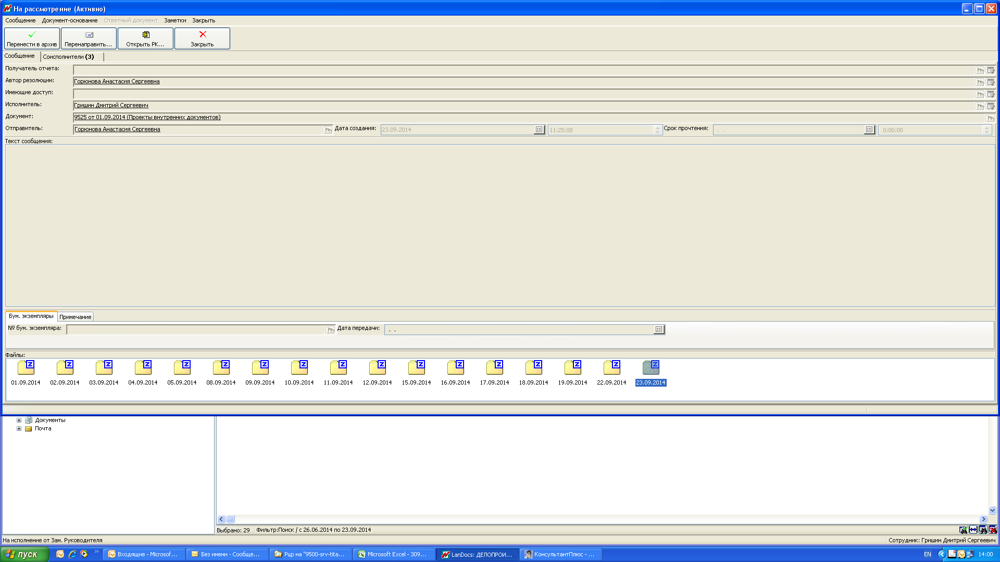 На рассмотрение (Активно)
Сообщение Документ-основание Ответный документ Заметки Закрыть
Перенести в архив Перенаправить... Открыть РК... Закрыть
Сообщение Соисполнители (3)
Получатель отчета:
Автор резолюции: Горюнова Анастасия Сергеевна
Имеющие доступ:
Исполнитель: Гришин Дмитрий Сергеевич
Документ: 9525 от 01.09.2014 (Проекты внутренних документов)
Отправитель: Горюнова Анастасия Сергеевна Дата создания: 23.09.2014 15 11:25:08 Срок прочтения: . . 15 0:00:00
Текст сообщения:
Бум. экземпляры Примечание
№ бум. экземпляра: Дата передачи: . . 15
Файлы:
01.09.2014 02.09.2014 03.09.2014 04.09.2014 05.09.2014 08.09.2014 09.09.2014 10.09.2014 11.09.2014 12.09.2014 15.09.2014 16.09.2014 17.09.2014 18.09.2014 19.09.2014 22.09.2014 23.09.2014
Документы
Почта
Выбрано: 29 Фильтр:Поиск / с 26.06.2014 по 23.09.2014
На исполнение от Зам. Руководителя Сотрудник: Гришин Дмитрий Сергеевич
пуск Входящие - Microsof... Без имени - Сообще... Pup на "9500-srv-tita... Microsoft Excel - 309... LanDocs: ДЕЛОПРОИ... КонсультантПлюс - ... EN 14:00